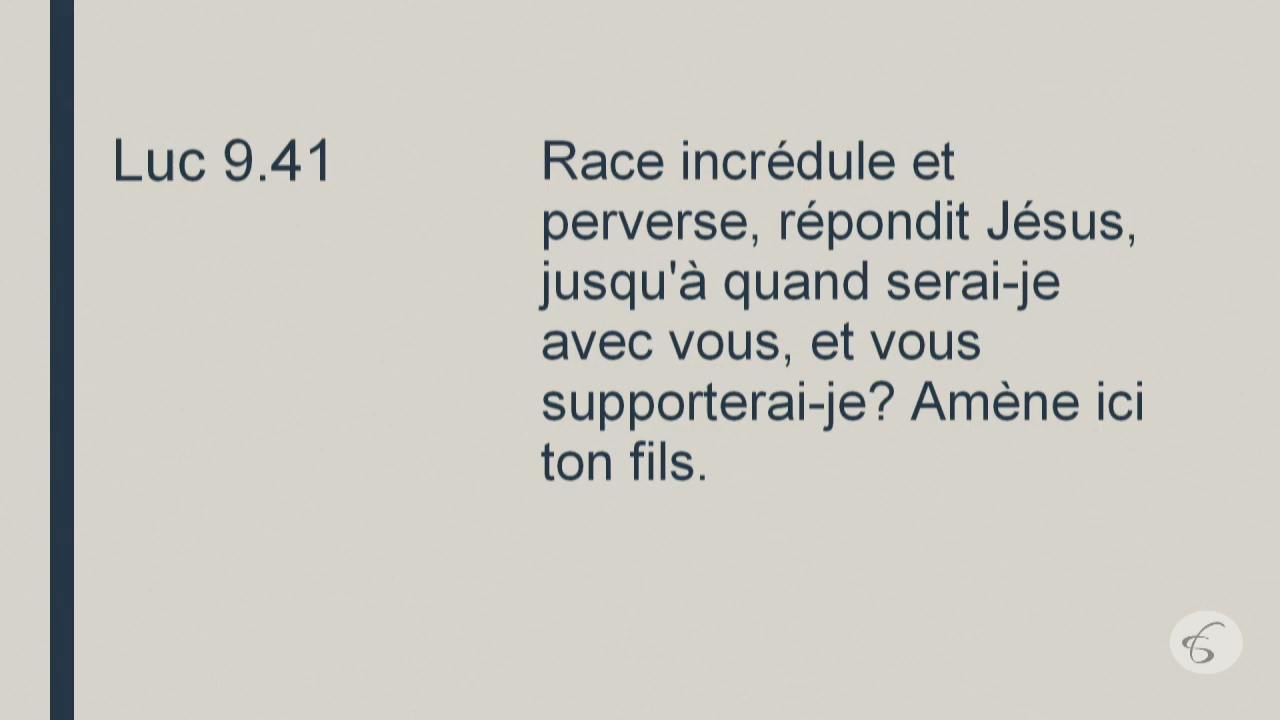 Luc 9.41
Race incrédule et
perverse, répondit Jésus,
jusqu'à quand serai-je
avec vous, et vous
supporterai-je? Amène ici
ton fils.